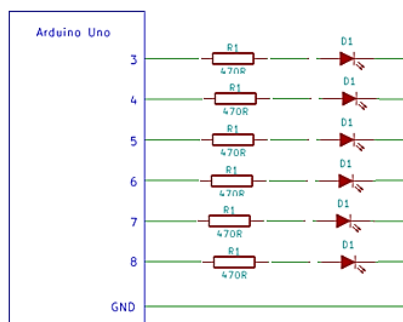 Arduino Uno
R1 D1
3
470R
R1 D1
4
470R
R1 D1
5
470R
R1 D1
6
470R
R1 D1
7
470R
R1 D1
8
470R
GND